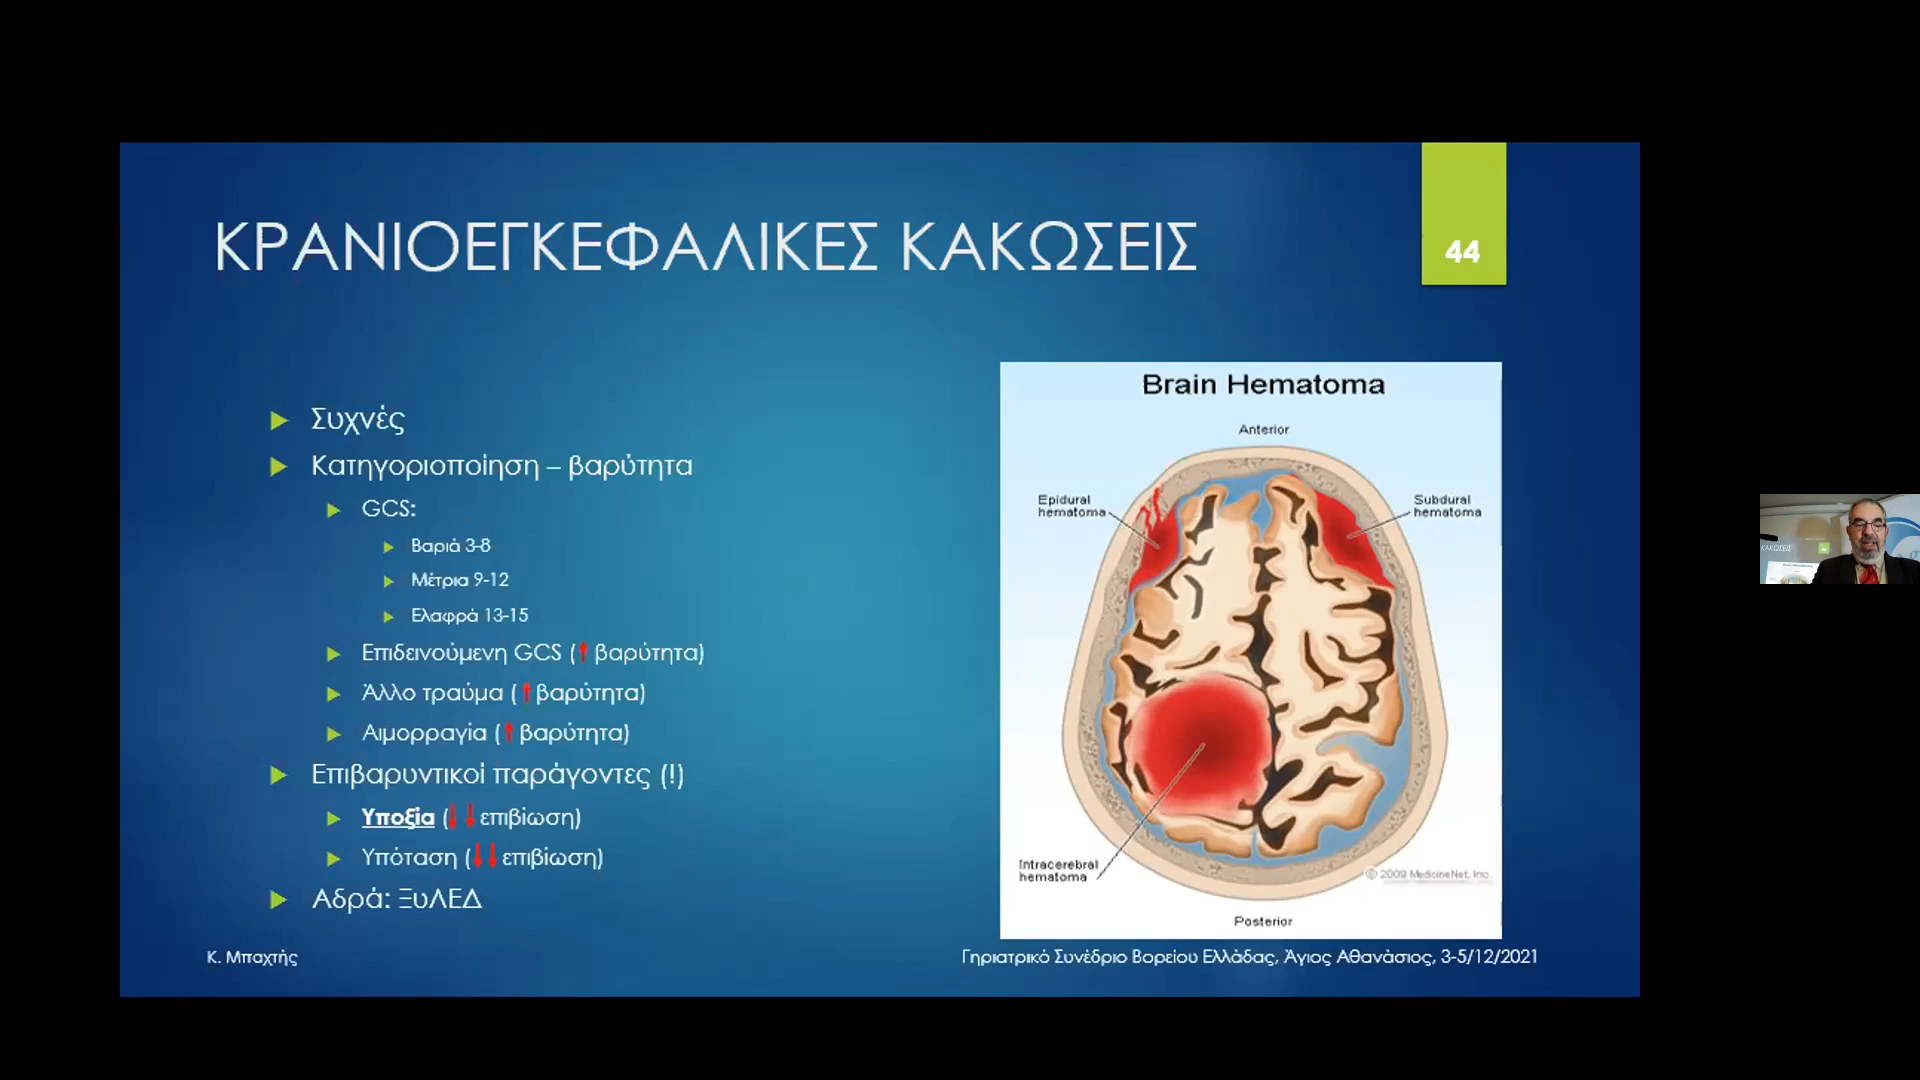 ΚΡΑΝΙΟΕΓΚΕΦΑΛΙΚΕΣ ΚΑΚΩΣΕΙΣ
44
Συχνές
Κατηγοριοποίηση – βαρύτητα
GCS:
Βαριά 3-8
Μέτρια 9-12
Ελαφρά 13-15
Επιδεινούμενη GCS (↑ βαρύτητα)
Άλλο τραύμα (↑ βαρύτητα)
Αιμορραγία (↑ βαρύτητα)
Επιβαρυντικοί παράγοντες (!)
Υποξία (↓↓ επιβίωση)
Υπόταση (↓↓ επιβίωση)
Αδρά: ΞυΛΕΔ
Brain Hematoma
Anterior
Epidural
hematoma
Subdural
hematoma
Intracerebral
hematoma
© 2009 MedicineNet, Inc.
Posterior
Κ. Μπαχτής
Γηριατρικό Συνέδριο Βορείου Ελλάδας, Άγιος Αθανάσιος, 3-5/12/2021
ΚΑΚΩΣΕΙΣ